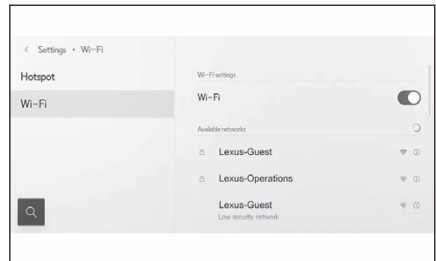 < Settings • Wi-Fi
Hotspot
Wi-Fi
Wi-Fi settings
Wi-Fi
Available networks
Lexus-Guest
Lexus-Operations
Lexus-Guest
Low security network